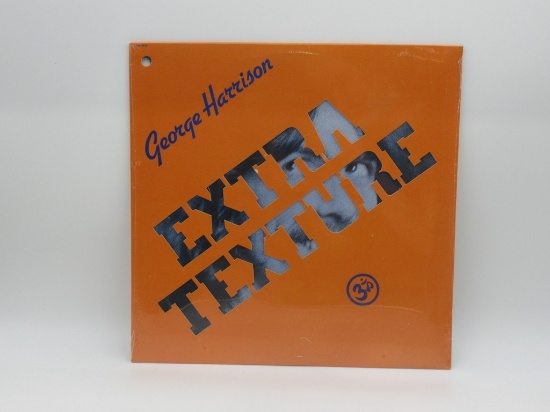 George Harrison
EXTRA
TEXTURE
ॐ